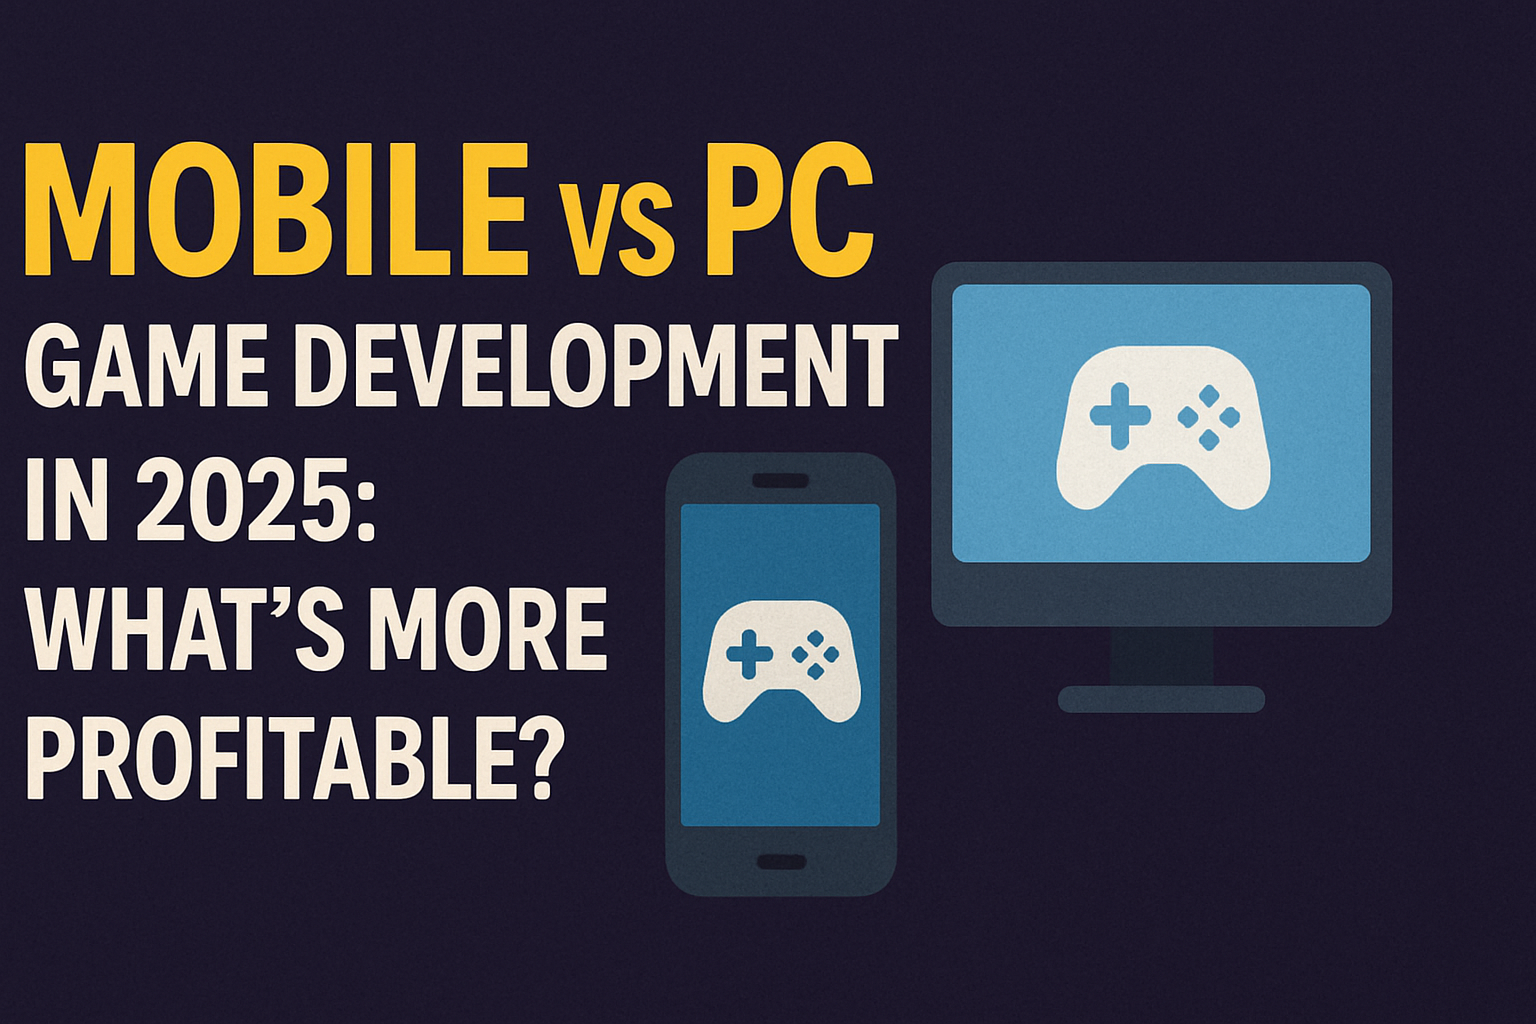 MOBILE VS PC
GAME DEVELOPMENT
IN 2025:
WHAT’S MORE
PROFITABLE?